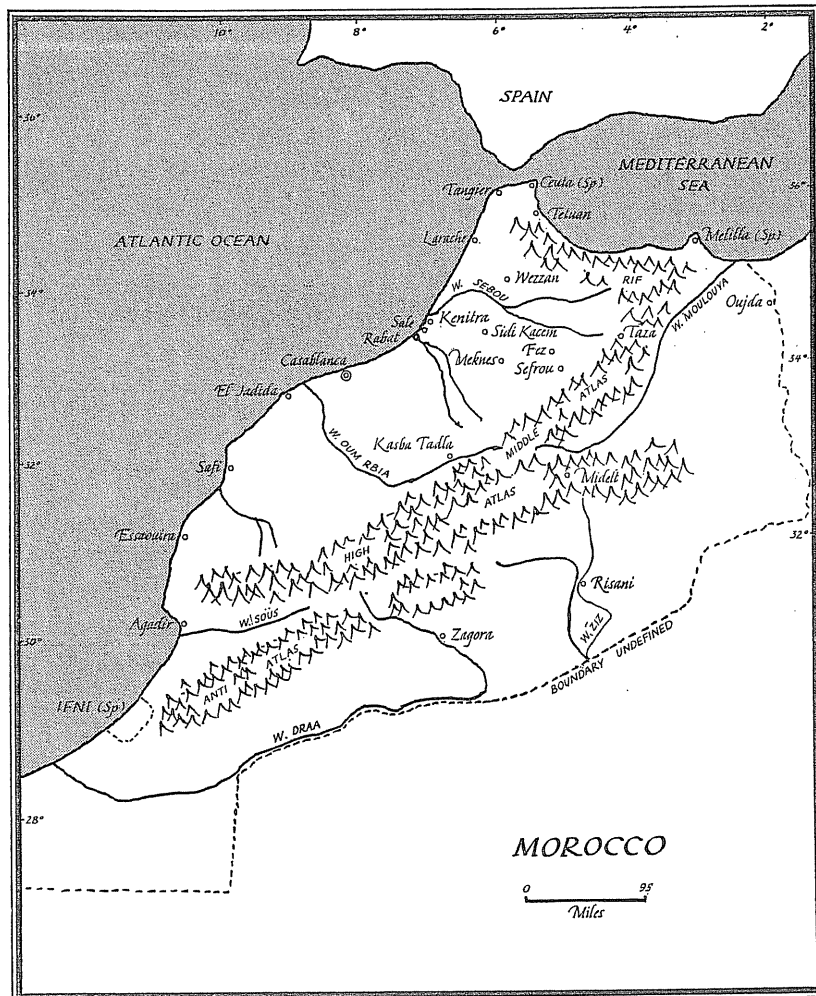 10° 8° 6° 4° 2°
SPAIN
36°
MEDITERRANEAN
SEA
36°
Ceuta (Sp)
Tangier
Tetuan
ATLANTIC OCEAN
Larache
Melilla (Sp)
Wezzan
RIF
34°
W. SEBOU
W. MOULOUYA
Oujda
Kenitra
Sale
Sidi Kacem
Taza
Rabat
Fez
34°
Casablanca
Meknes
Sefrou
El Jadida
MIDDLE ATLAS
W. OUM RBIA
Kasba Tadla
32°
Safi
Midelt
HIGH ATLAS
Essaouira
32°
Risani
Agadir
W. SOÜS
Zagora
W. ZIZ
30°
ANTI ATLAS
BOUNDARY UNDEFINED
IFNI (Sp)
W. DRAA
28°
MOROCCO
0 95
Miles